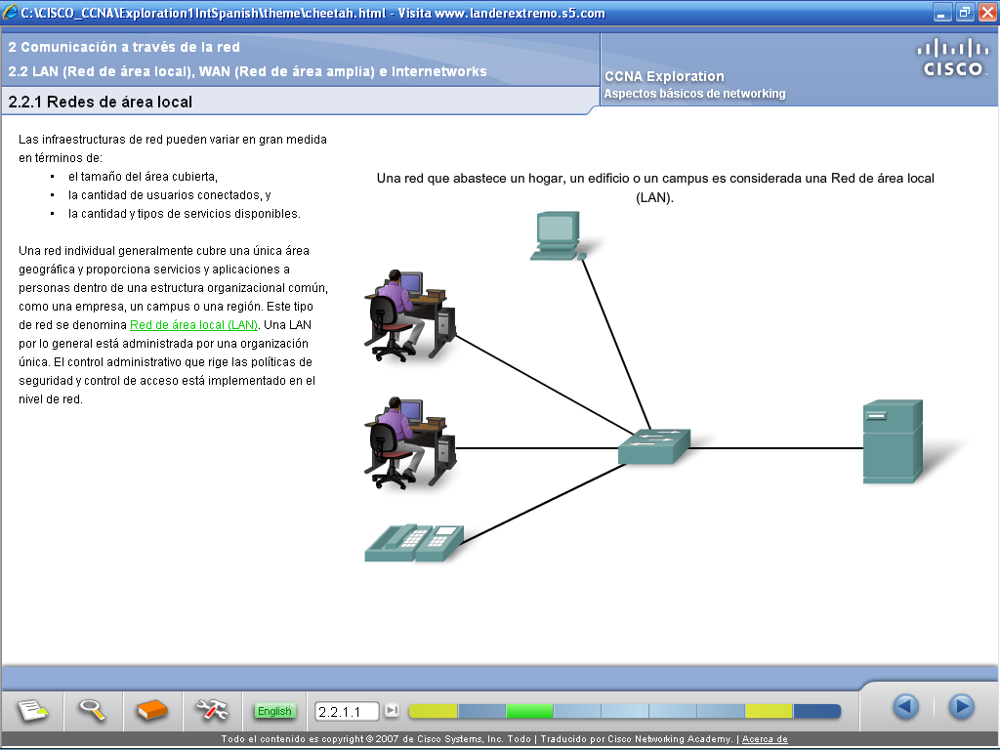 C:\CISCO_CCNA\Exploration1IntSpanish\theme\cheetah.html - Visita www.landerextremo.s5.com
2 Comunicación a través de la red
2.2 LAN (Red de área local), WAN (Red de área amplia) e Internetworks
2.2.1 Redes de área local
CCNA Exploration
Aspectos básicos de networking
CISCO
Las infraestructuras de red pueden variar en gran medida
en términos de:
▪ el tamaño del área cubierta,
▪ la cantidad de usuarios conectados, y
▪ la cantidad y tipos de servicios disponibles.
Una red individual generalmente cubre una única área
geográfica y proporciona servicios y aplicaciones a
personas dentro de una estructura organizacional común,
como una empresa, un campus o una región. Este tipo
de red se denomina Red de área local (LAN). Una LAN
por lo general está administrada por una organización
única. El control administrativo que rige las políticas de
seguridad y control de acceso está implementado en el
nivel de red.
Una red que abastece un hogar, un edificio o un campus es considerada una Red de área local
(LAN).
English
2.2.1.1
Todo el contenido es copyright © 2007 de Cisco Systems, Inc. Todo | Traducido por Cisco Networking Academy. | Acerca de